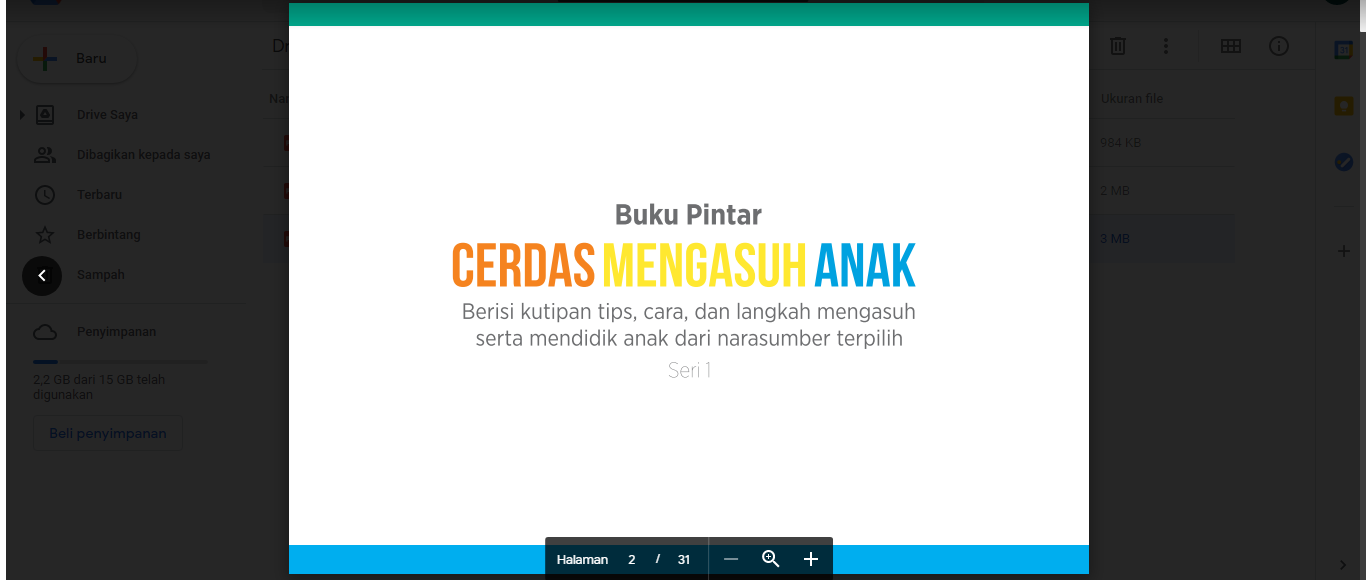 Baru
Drive Saya
Dibagikan kepada saya
Terbaru
Berbintang
Sampah
Penyimpanan
2,2 GB dari 15 GB telah
digunakan
Beli penyimpanan
Ukuran file
984 KB
2 MB
3 MB
31
Buku Pintar
CERDAS MENGASUH ANAK
Berisi kutipan tips, cara, dan langkah mengasuh
serta mendidik anak dari narasumber terpilih
Seri 1
Halaman 2 / 31